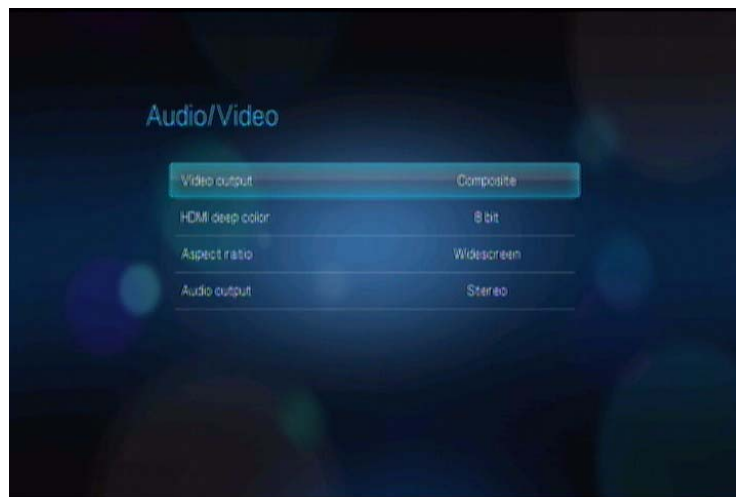 Audio/Video
Video output Composite
HDMI deep color 8 bit
Aspect ratio Widescreen
Audio output Stereo